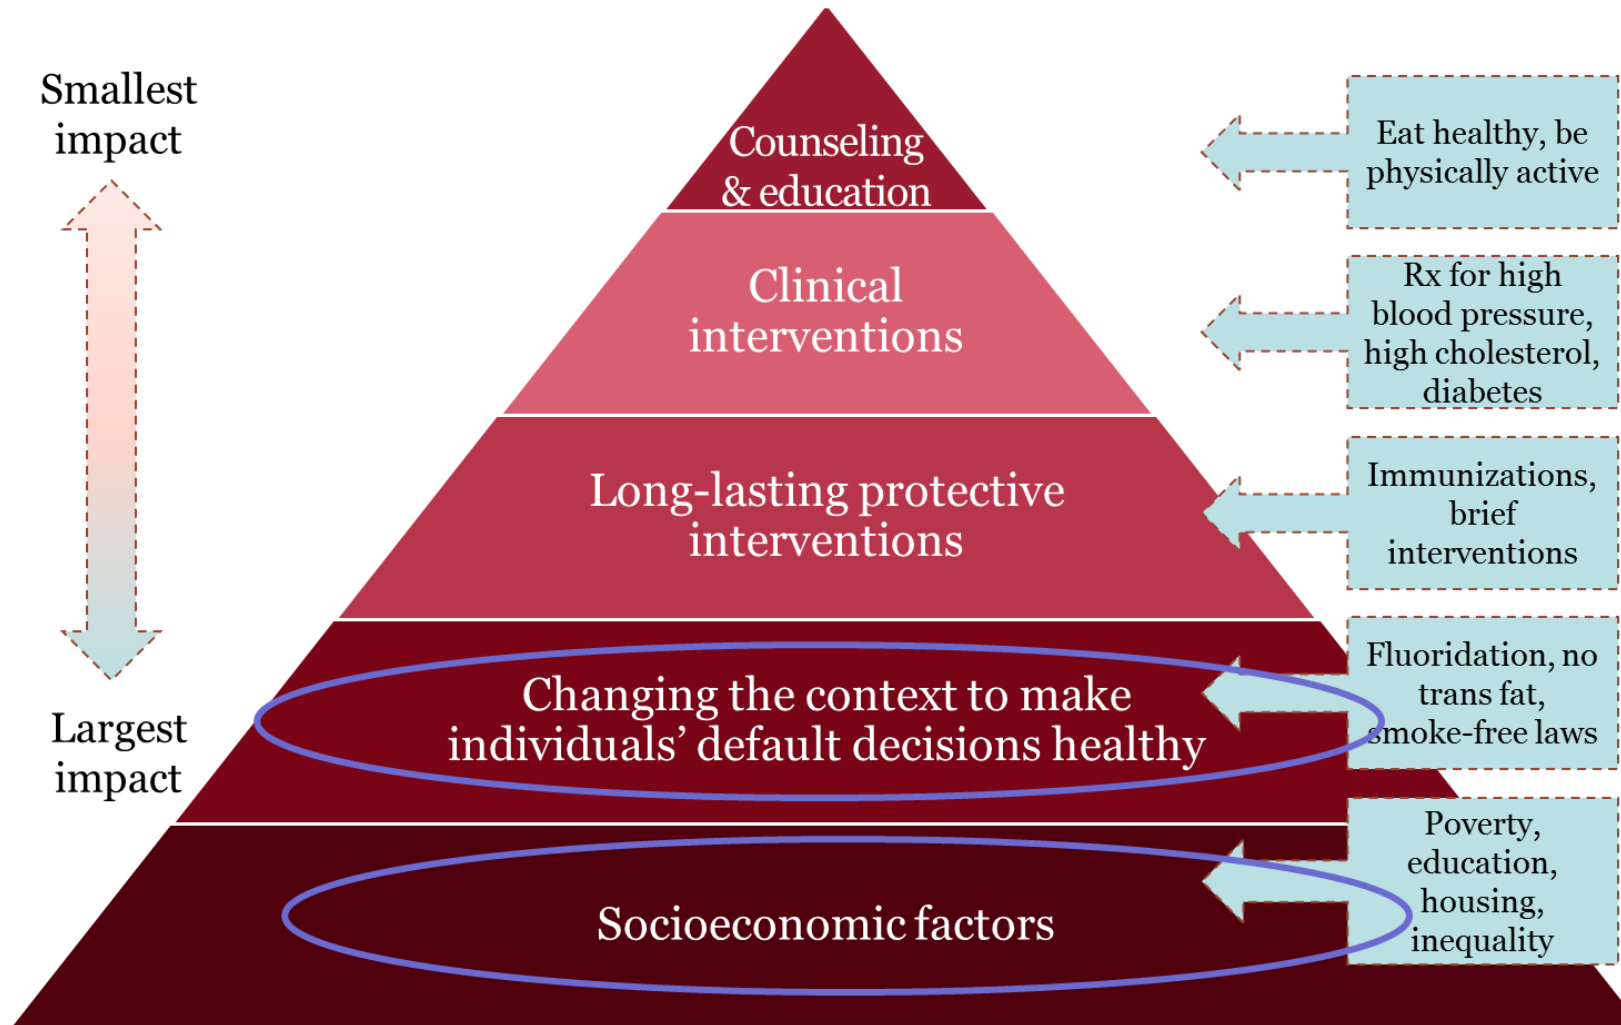 Smallest
impact
Largest
impact
Counseling
& education
Clinical
interventions
Long-lasting protective
interventions
Changing the context to make
individuals’ default decisions healthy
Socioeconomic factors
Eat healthy, be
physically active
Rx for high
blood pressure,
high cholesterol,
diabetes
Immunizations,
brief
interventions
Fluoridation, no
trans fat,
smoke-free laws
Poverty,
education,
housing,
inequality